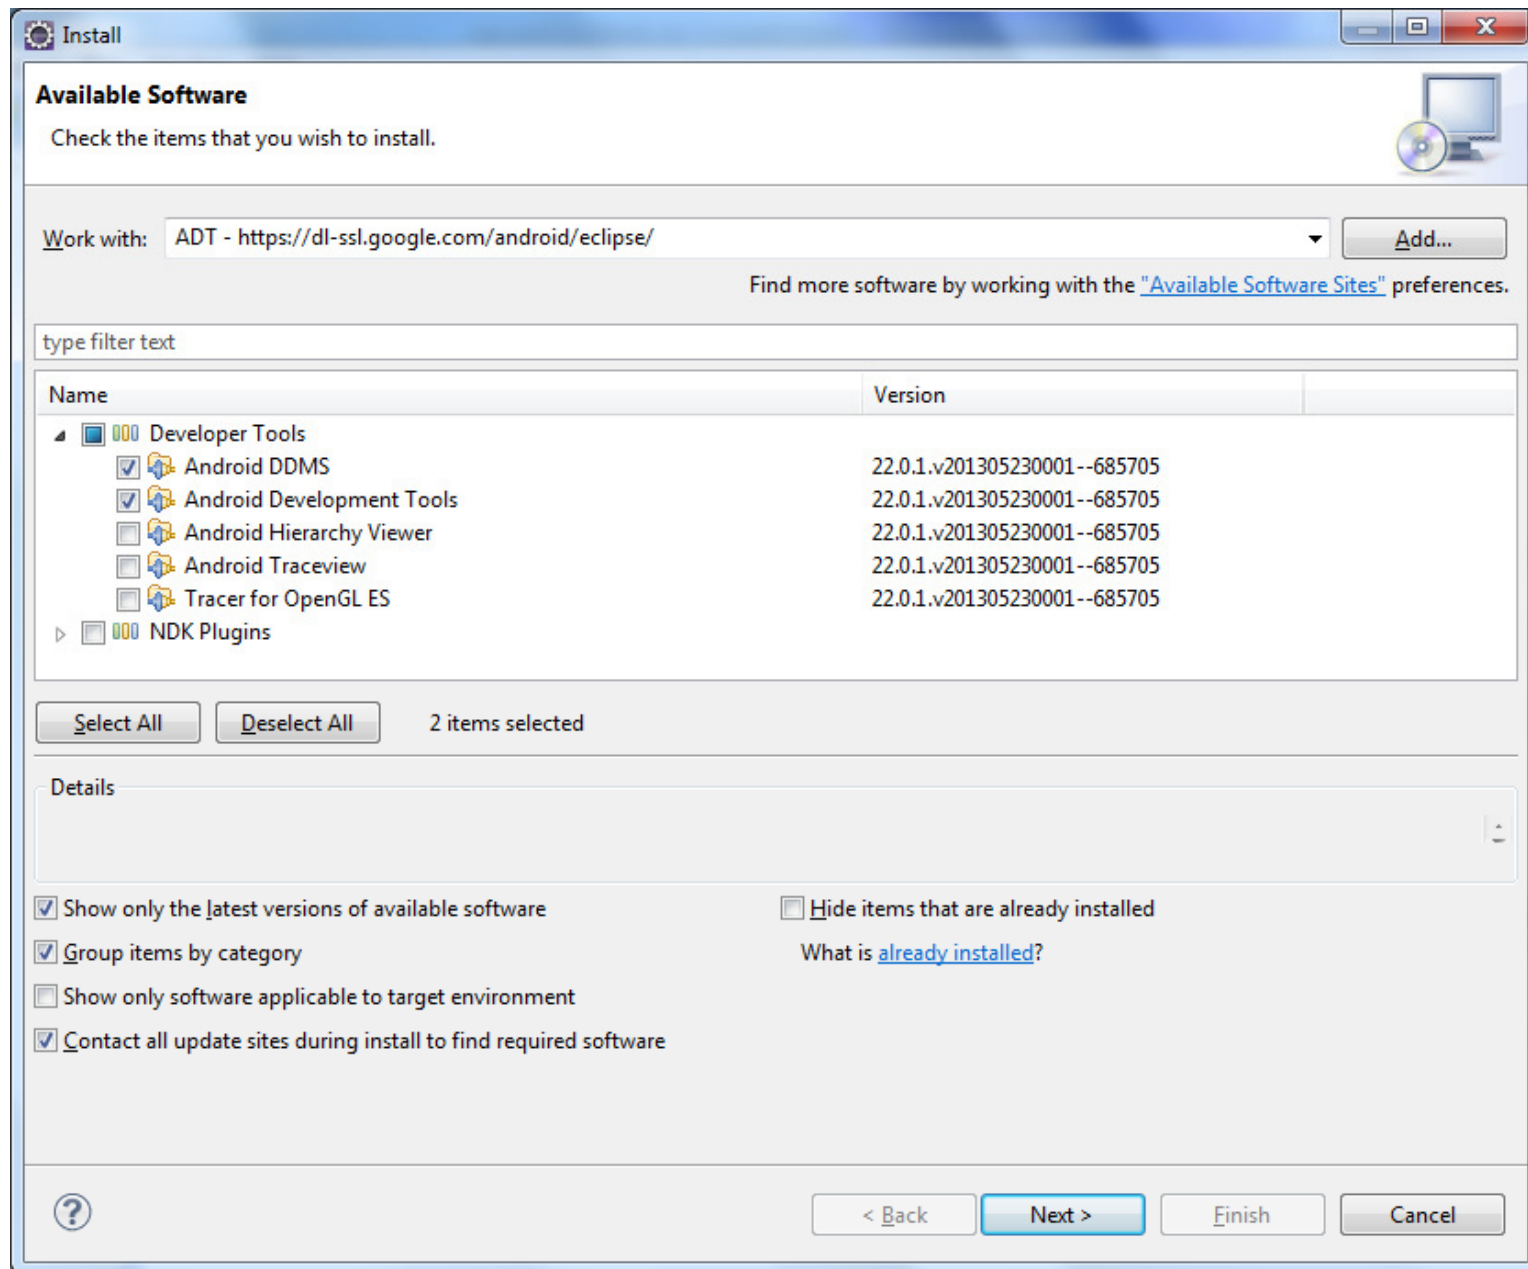 Install
Available Software
Check the items that you wish to install.
Work with: ADT - https://dl-ssl.google.com/android/eclipse/ Add...
Find more software by working with the "Available Software Sites" preferences.
type filter text
Name Version
Developer Tools
Android DDMS 22.0.1.v201305230001--685705
Android Development Tools 22.0.1.v201305230001--685705
Android Hierarchy Viewer 22.0.1.v201305230001--685705
Android Traceview 22.0.1.v201305230001--685705
Tracer for OpenGL ES 22.0.1.v201305230001--685705
NDK Plugins
Select All Deselect All 2 items selected
Details
Show only the latest versions of available software Hide items that are already installed
Group items by category What is already installed?
Show only software applicable to target environment
Contact all update sites during install to find required software
? < Back Next > Finish Cancel